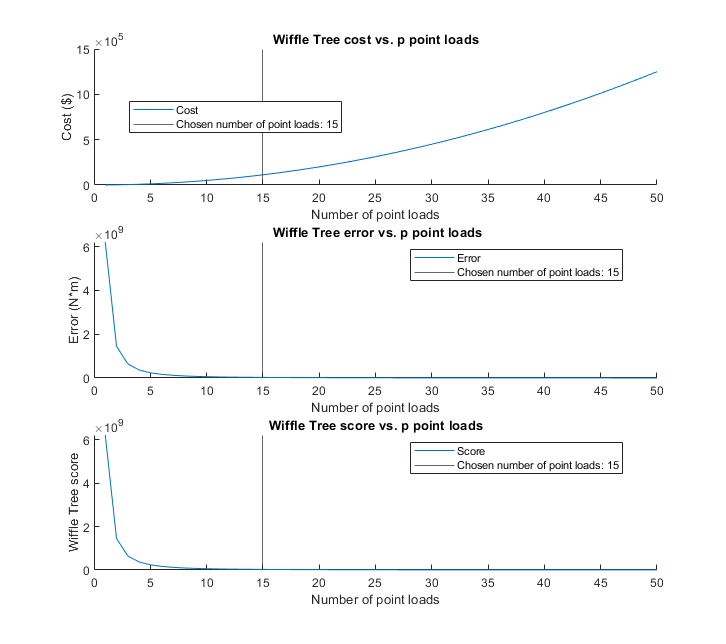 Wiffle Tree cost vs. p point loads
×10^5
15
10
5
0
Cost ($)
Cost
Chosen number of point loads: 15
0 5 10 15 20 25 30 35 40 45 50
Number of point loads
Wiffle Tree error vs. p point loads
×10^9
6
4
2
0
Error (N*m)
Error
Chosen number of point loads: 15
0 5 10 15 20 25 30 35 40 45 50
Number of point loads
Wiffle Tree score vs. p point loads
×10^9
6
4
2
0
Wiffle Tree score
Score
Chosen number of point loads: 15
0 5 10 15 20 25 30 35 40 45 50
Number of point loads